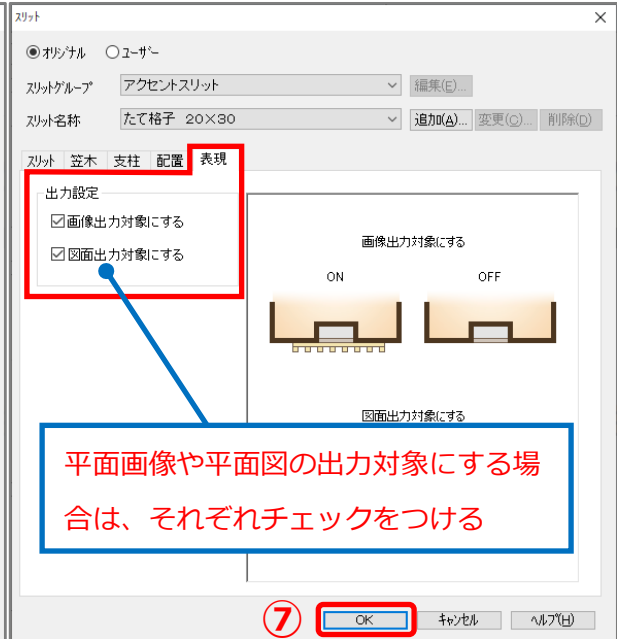 スリット
オリジナル ユーザー
スリットグループ アクセントスリット 編集(E)...
スリット名称 たて格子 20×30 追加(A)... 変更(C)... 削除(D)
スリット 笠木 支柱 配置 表現
出力設定
画像出力対象にする
図面出力対象にする
画像出力対象にする
ON OFF
図面出力対象にする
平面画像や平面図の出力対象にする場
合は、それぞれチェックをつける
⑦ OK キャンセル ヘルプ(H)